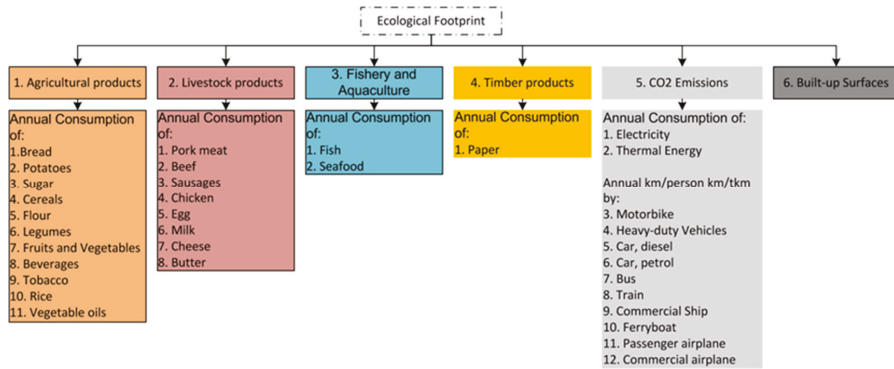 Ecological Footprint
1. Agricultural products
2. Livestock products
3. Fishery and
Aquaculture
4. Timber products
5. CO2 Emissions
6. Built-up Surfaces
Annual Consumption
of:
1.Bread
2. Potatoes
3. Sugar
4. Cereals
5. Flour
6. Legumes
7. Fruits and Vegetables
8. Beverages
9. Tobacco
10. Rice
11. Vegetable oils
Annual Consumption
of:
1. Pork meat
2. Beef
3. Sausages
4. Chicken
5. Egg
6. Milk
7. Cheese
8. Butter
Annual Consumption
of:
1. Fish
2. Seafood
Annual Consumption
of:
1. Paper
Annual Consumption of:
1. Electricity
2. Thermal Energy
Annual km/person km/tkm
by:
3. Motorbike
4. Heavy-duty Vehicles
5. Car, diesel
6. Car, petrol
7. Bus
8. Train
9. Commercial Ship
10. Ferryboat
11. Passenger airplane
12. Commercial airplane